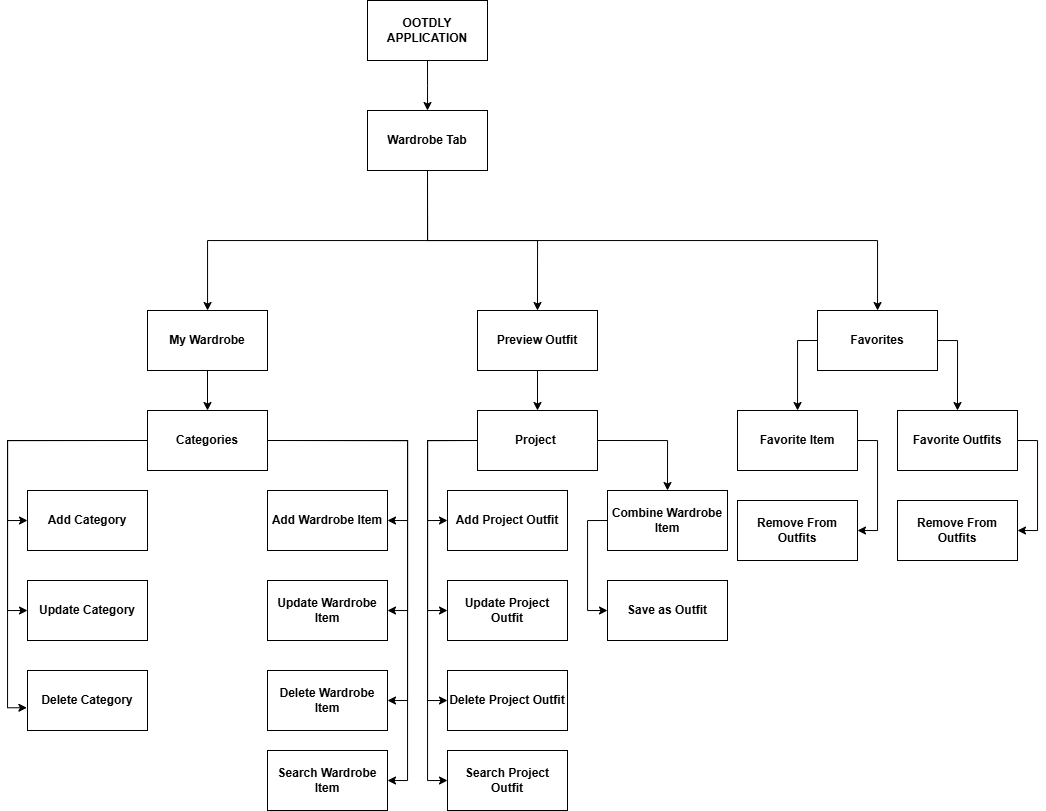 OOTDLY
APPLICATION
Wardrobe Tab
My Wardrobe
Preview Outfit
Favorites
Categories
Project
Favorite Item
Favorite Outfits
Add Category
Add Wardrobe Item
Add Project Outfit
Combine Wardrobe
Item
Remove From
Outfits
Remove From
Outfits
Update Category
Update Wardrobe
Item
Update Project
Outfit
Save as Outfit
Delete Category
Delete Wardrobe
Item
Delete Project Outfit
Search Wardrobe
Item
Search Project
Outfit